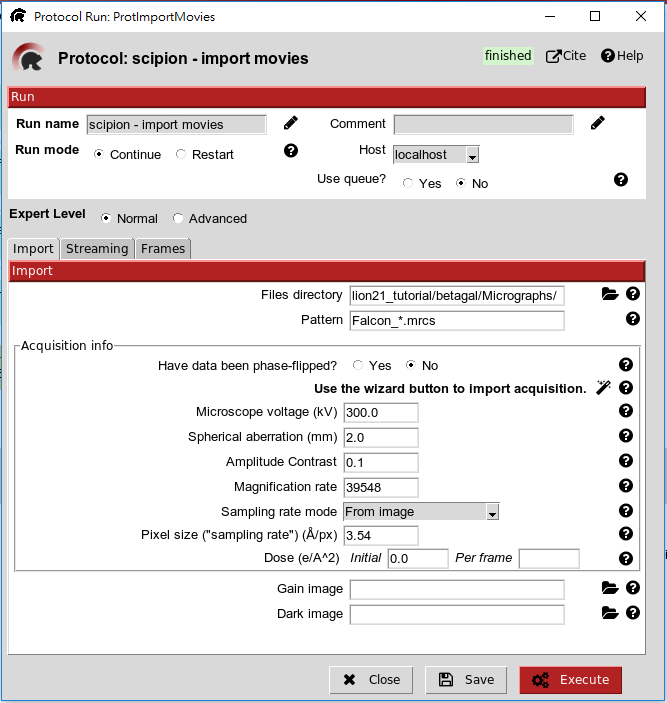 Protocol Run: ProtImportMovies
Protocol: scipion - import movies
finished
Cite
Help
Run
Run name scipion - import movies
Comment
Run mode Continue Restart
Host localhost
Use queue? Yes No
Expert Level Normal Advanced
Import Streaming Frames
Import
Files directory lion21_tutorial/betagal/Micrographs/
Pattern Falcon_*.mrcs
Acquisition info
Have data been phase-flipped? Yes No
Use the wizard button to import acquisition.
Microscope voltage (kV) 300.0
Spherical aberration (mm) 2.0
Amplitude Contrast 0.1
Magnification rate 39548
Sampling rate mode From image
Pixel size ("sampling rate") (Å/px) 3.54
Dose (e/A^2) Initial 0.0 Per frame
Gain image
Dark image
Close Save Execute